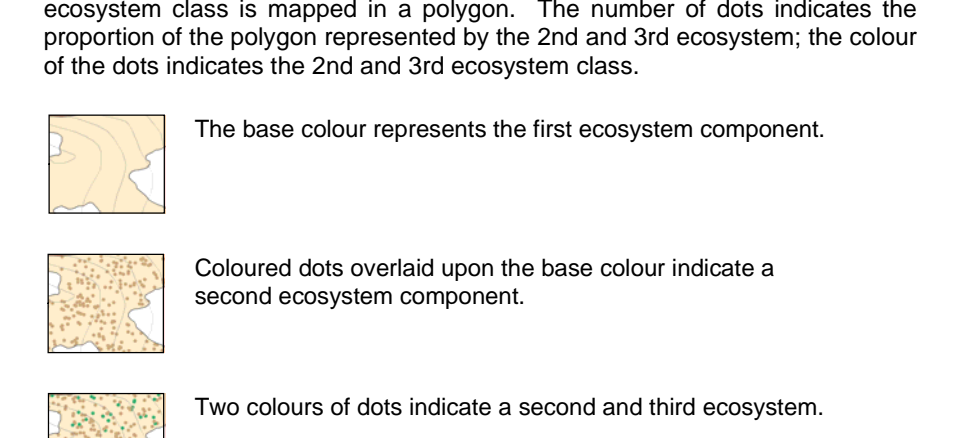 ecosystem class is mapped in a polygon. The number of dots indicates the
proportion of the polygon represented by the 2nd and 3rd ecosystem; the colour
of the dots indicates the 2nd and 3rd ecosystem class.
The base colour represents the first ecosystem component.
Coloured dots overlaid upon the base colour indicate a
second ecosystem component.
Two colours of dots indicate a second and third ecosystem.